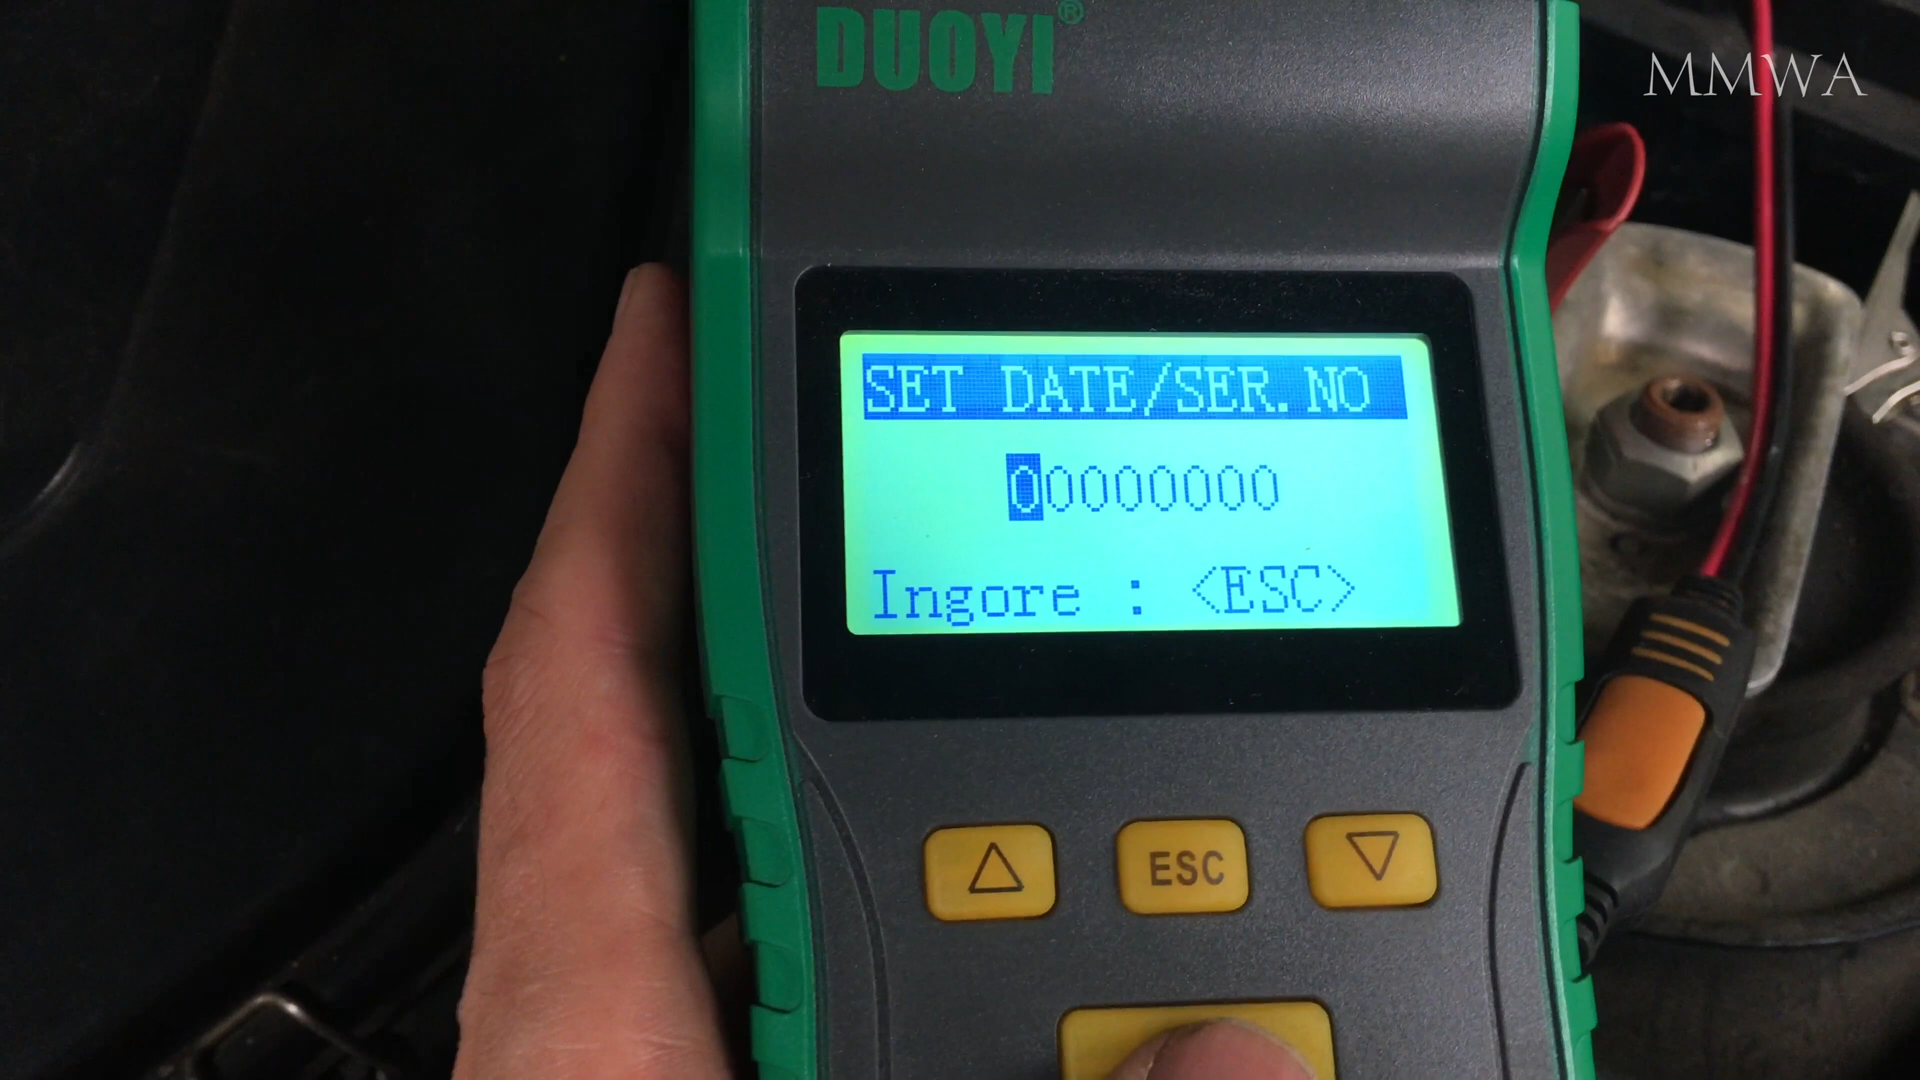 DUOYI®
MMWA
SET DATE/SER.NO
00000000
Ingore : <ESC>
ESC